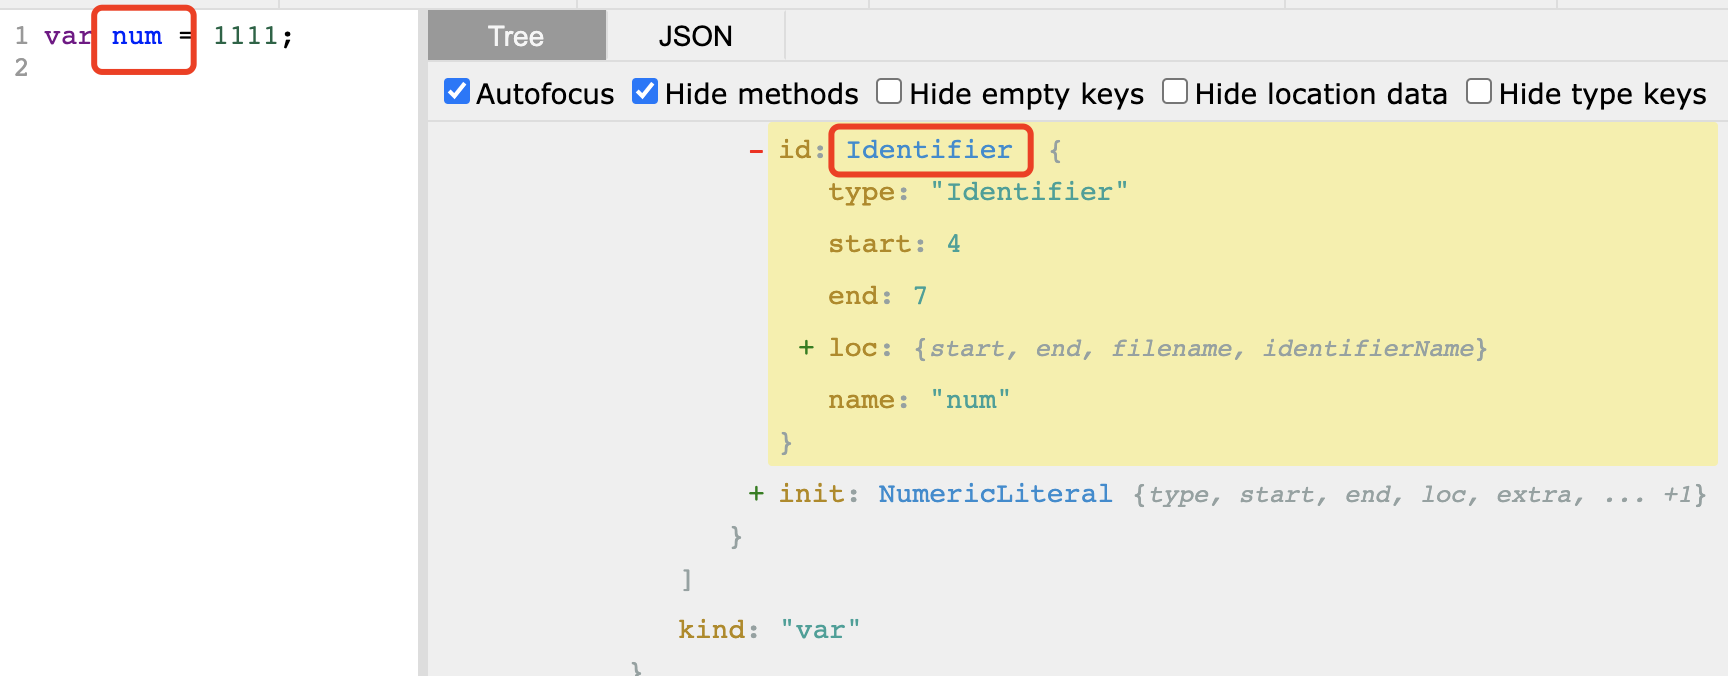 1 var num = 1111;
2
Tree JSON
Autofocus Hide methods Hide empty keys Hide location data Hide type keys
- id: Identifier {
type: "Identifier"
start: 4
end: 7
+ loc: {start, end, filename, identifierName}
name: "num"
}
+ init: NumericLiteral {type, start, end, loc, extra, ... +1}
}
]
kind: "var"
}